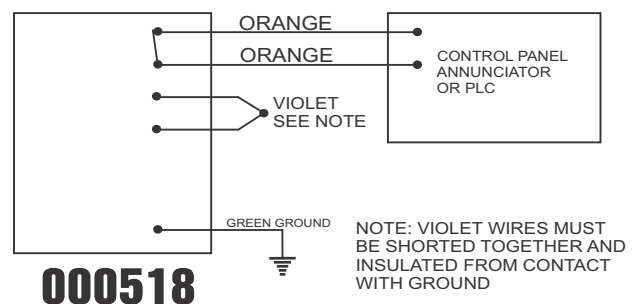 ORANGE
ORANGE
CONTROL PANEL
ANNUNCIATOR
OR PLC
VIOLET
SEE NOTE
GREEN GROUND
NOTE: VIOLET WIRES MUST
BE SHORTED TOGETHER AND
INSULATED FROM CONTACT
WITH GROUND
000518